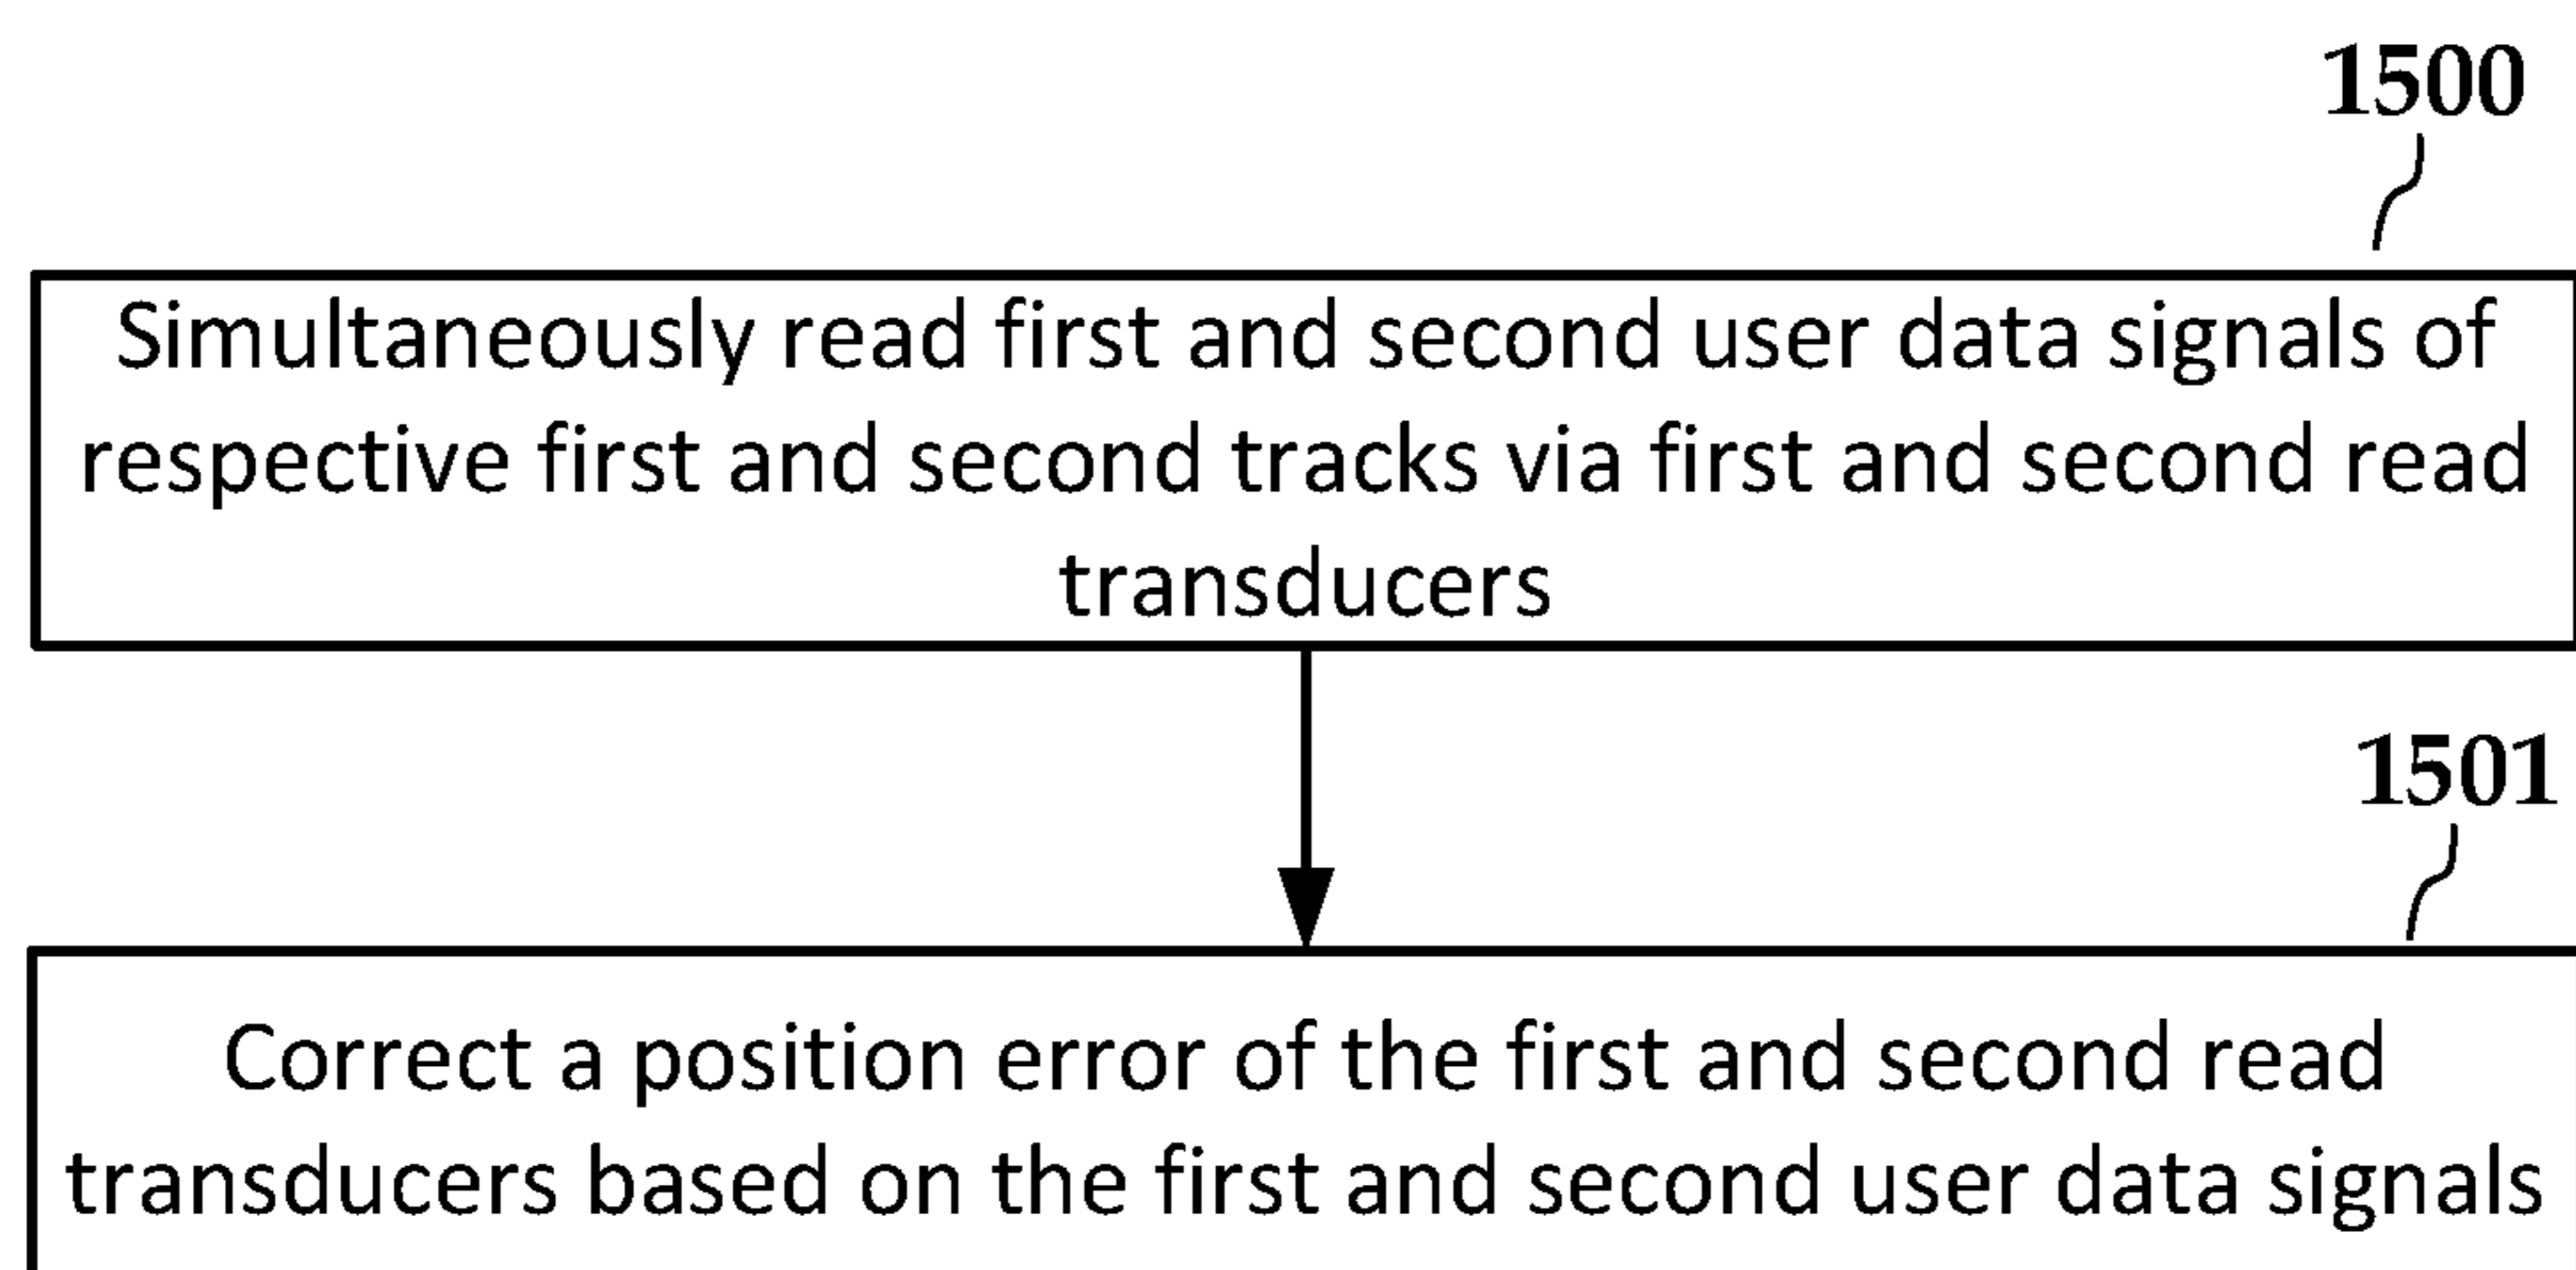 1500
Simultaneously read first and second user data signals of
respective first and second tracks via first and second read
transducers
1501
Correct a position error of the first and second read
transducers based on the first and second user data signals